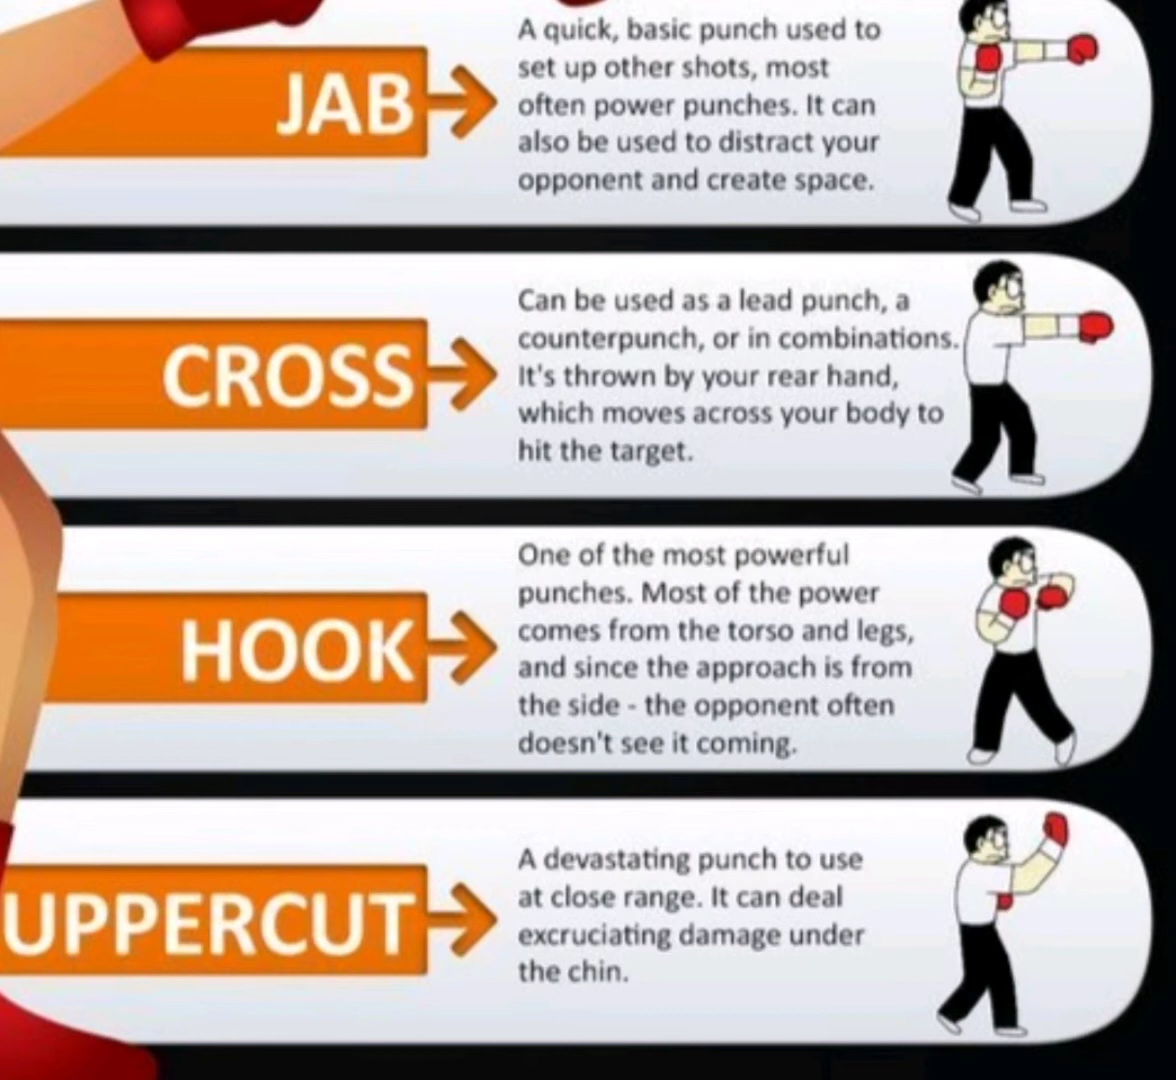 JAB
A quick, basic punch used to
set up other shots, most
often power punches. It can
also be used to distract your
opponent and create space.
CROSS
Can be used as a lead punch, a
counterpunch, or in combinations.
It's thrown by your rear hand,
which moves across your body to
hit the target.
HOOK
One of the most powerful
punches. Most of the power
comes from the torso and legs,
and since the approach is from
the side - the opponent often
doesn't see it coming.
UPPERCUT
A devastating punch to use
at close range. It can deal
excruciating damage under
the chin.